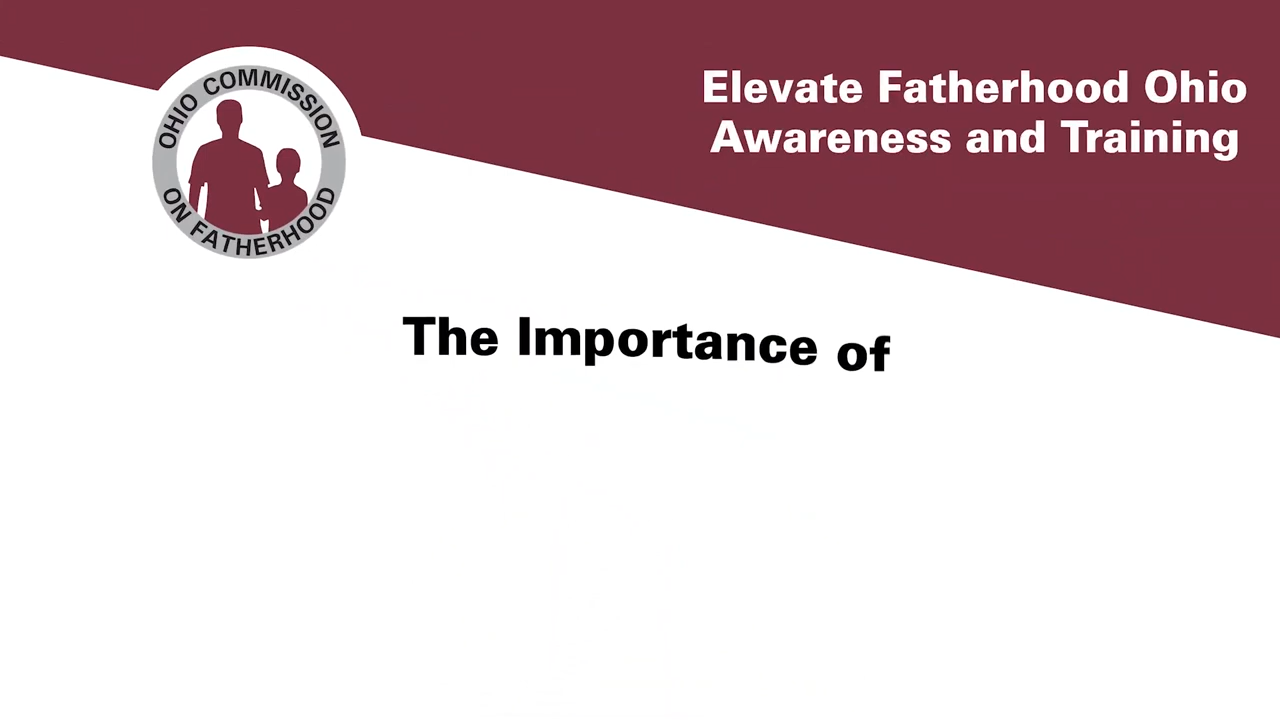 OHIO COMMISSION
ON FATHERHOOD
Elevate Fatherhood Ohio
Awareness and Training
The Importance of